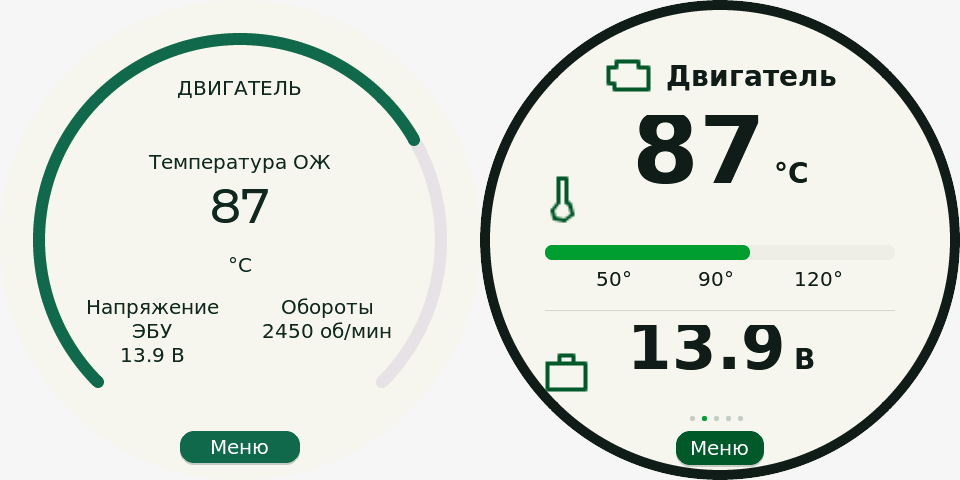 ДВИГАТЕЛЬ
Температура ОЖ
87
°C
Напряжение
ЭБУ
13.9 В
Обороты
2450 об/мин
Меню
Двигатель
87 °C
50° 90° 120°
13.9 В
Меню